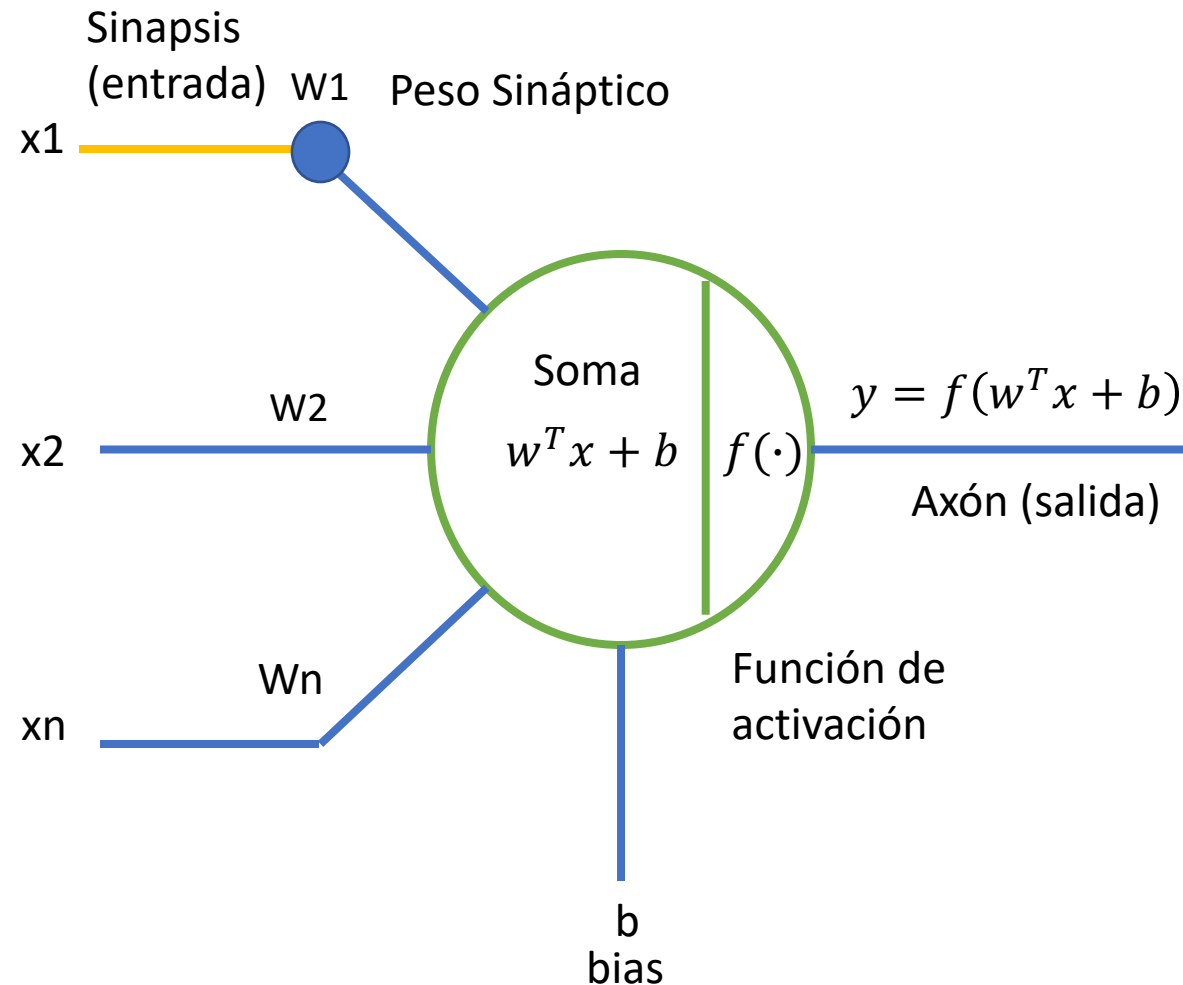 Sinapsis
(entrada)
W1
Peso Sináptico
x1
W2
x2
Soma
w^T x + b
f(·)
y = f(w^T x + b)
Axón (salida)
Wn
xn
Función de
activación
b
bias